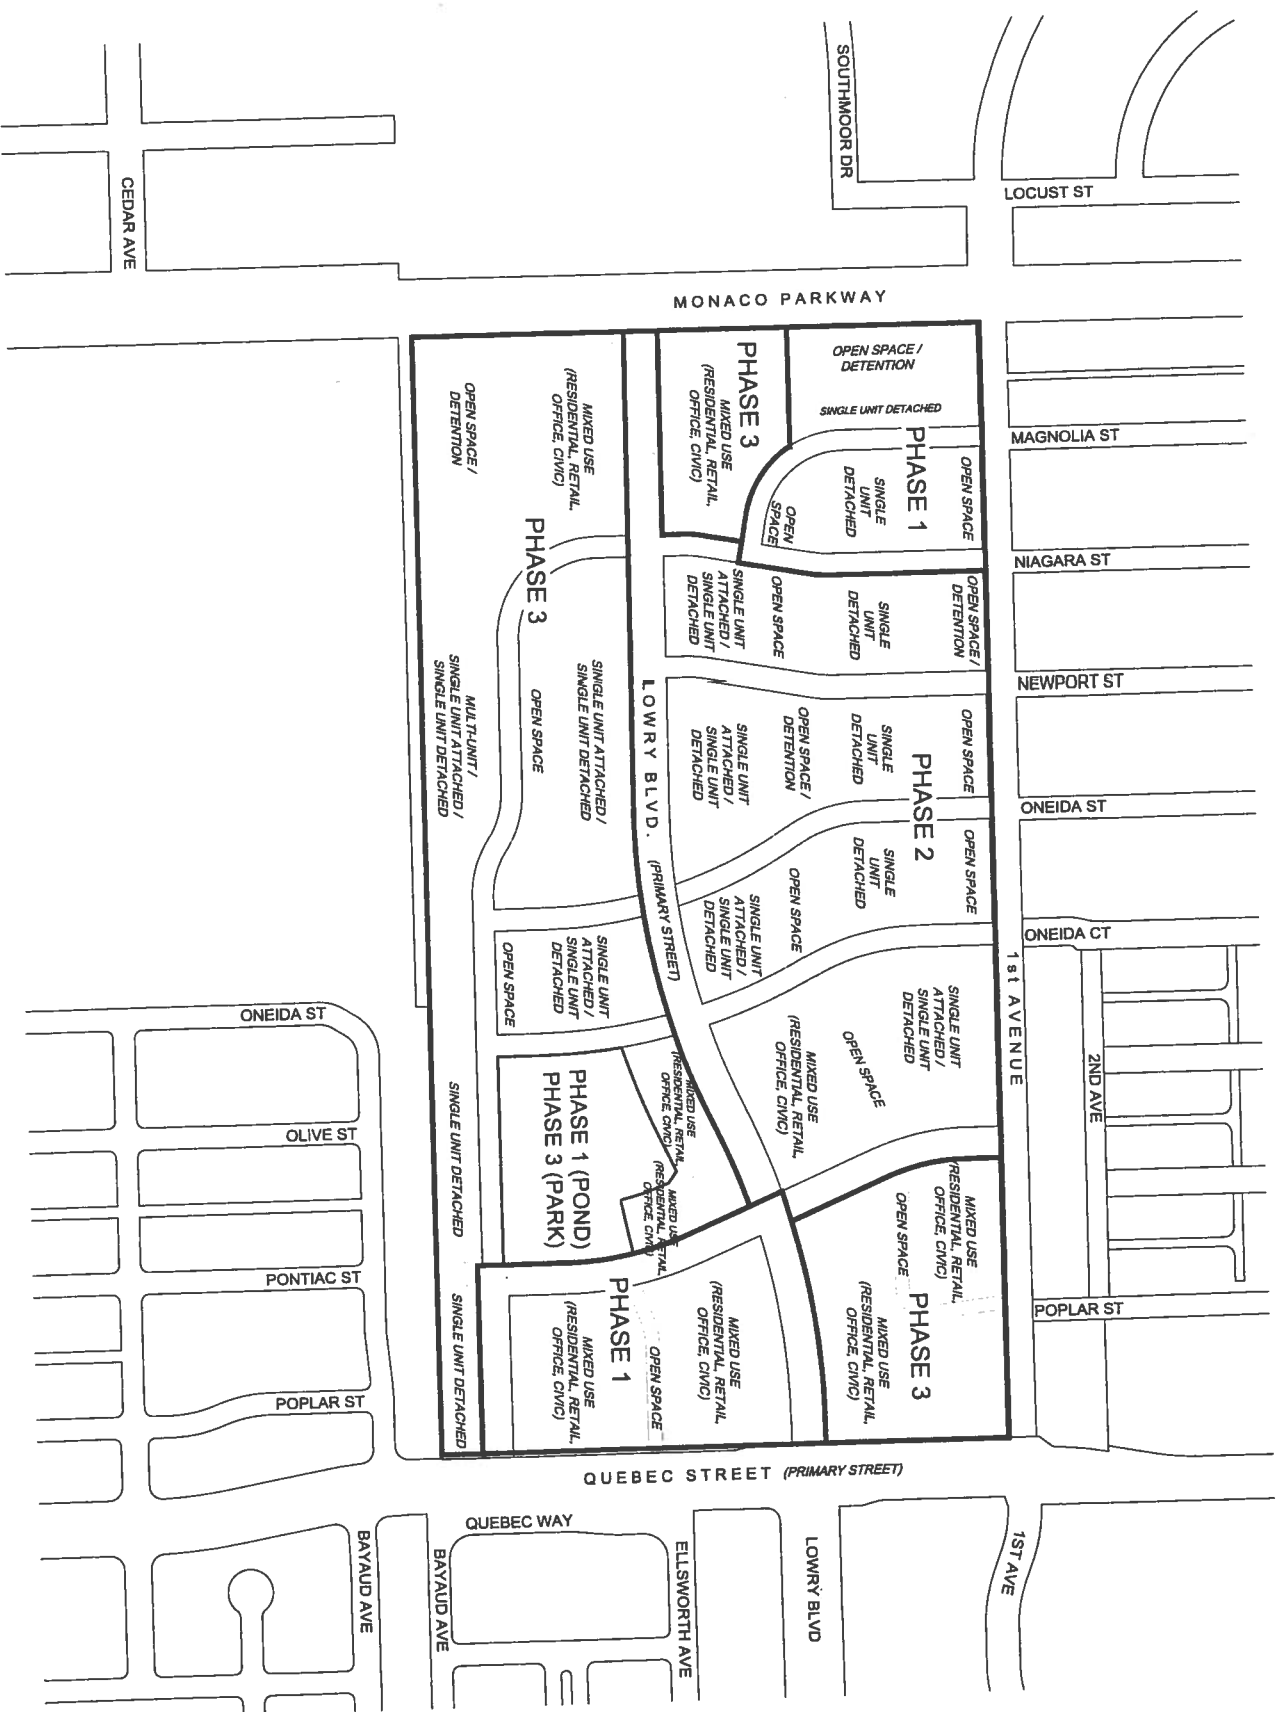 SOUTHMOOR DR
LOCUST ST
CEDAR AVE
MONACO PARKWAY
OPEN SPACE /
DETENTION
SINGLE UNIT DETACHED
PHASE 3
MIXED USE
(RESIDENTIAL, RETAIL,
OFFICE, CIVIC)
MIXED USE
(RESIDENTIAL, RETAIL,
OFFICE, CIVIC)
OPEN SPACE /
DETENTION
PHASE 1
MAGNOLIA ST
OPEN SPACE
SINGLE
UNIT
DETACHED
OPEN
SPACE
PHASE 3
NIAGARA ST
OPEN SPACE /
DETENTION
SINGLE
UNIT
DETACHED
OPEN SPACE
SINGLE UNIT
ATTACHED /
SINGLE UNIT
DETACHED
NEWPORT ST
LOWRY BLVD. (PRIMARY STREET)
SINGLE UNIT ATTACHED /
SINGLE UNIT DETACHED
OPEN SPACE
MULTI-UNIT /
SINGLE UNIT ATTACHED /
SINGLE UNIT DETACHED
OPEN SPACE
SINGLE
UNIT
DETACHED
OPEN SPACE /
DETENTION
SINGLE UNIT
ATTACHED /
SINGLE UNIT
DETACHED
PHASE 2
ONEIDA ST
OPEN SPACE
SINGLE
UNIT
DETACHED
OPEN SPACE
SINGLE UNIT
ATTACHED /
SINGLE UNIT
DETACHED
ONEIDA CT
1st AVENUE
2ND AVE
SINGLE UNIT
ATTACHED /
SINGLE UNIT
DETACHED
OPEN SPACE
SINGLE UNIT
ATTACHED /
SINGLE UNIT
DETACHED
OPEN SPACE
MIXED USE
(RESIDENTIAL, RETAIL,
OFFICE, CIVIC)
ONEIDA ST
MIXED USE
(RESIDENTIAL, RETAIL,
OFFICE, CIVIC)
PHASE 1 (POND)
PHASE 3 (PARK)
SINGLE UNIT DETACHED
OLIVE ST
MIXED USE
(RESIDENTIAL, RETAIL,
OFFICE, CIVIC)
MIXED USE
(RESIDENTIAL, RETAIL,
OFFICE, CIVIC)
OPEN SPACE
PONTIAC ST
PHASE 1
PHASE 3
POPLAR ST
MIXED USE
(RESIDENTIAL, RETAIL,
OFFICE, CIVIC)
MIXED USE
(RESIDENTIAL, RETAIL,
OFFICE, CIVIC)
OPEN SPACE
MIXED USE
(RESIDENTIAL, RETAIL,
OFFICE, CIVIC)
SINGLE UNIT DETACHED
POPLAR ST
QUEBEC STREET (PRIMARY STREET)
QUEBEC WAY
BAYAUD AVE
BAYAUD AVE
ELLSWORTH AVE
LOWRY BLVD
1ST AVE